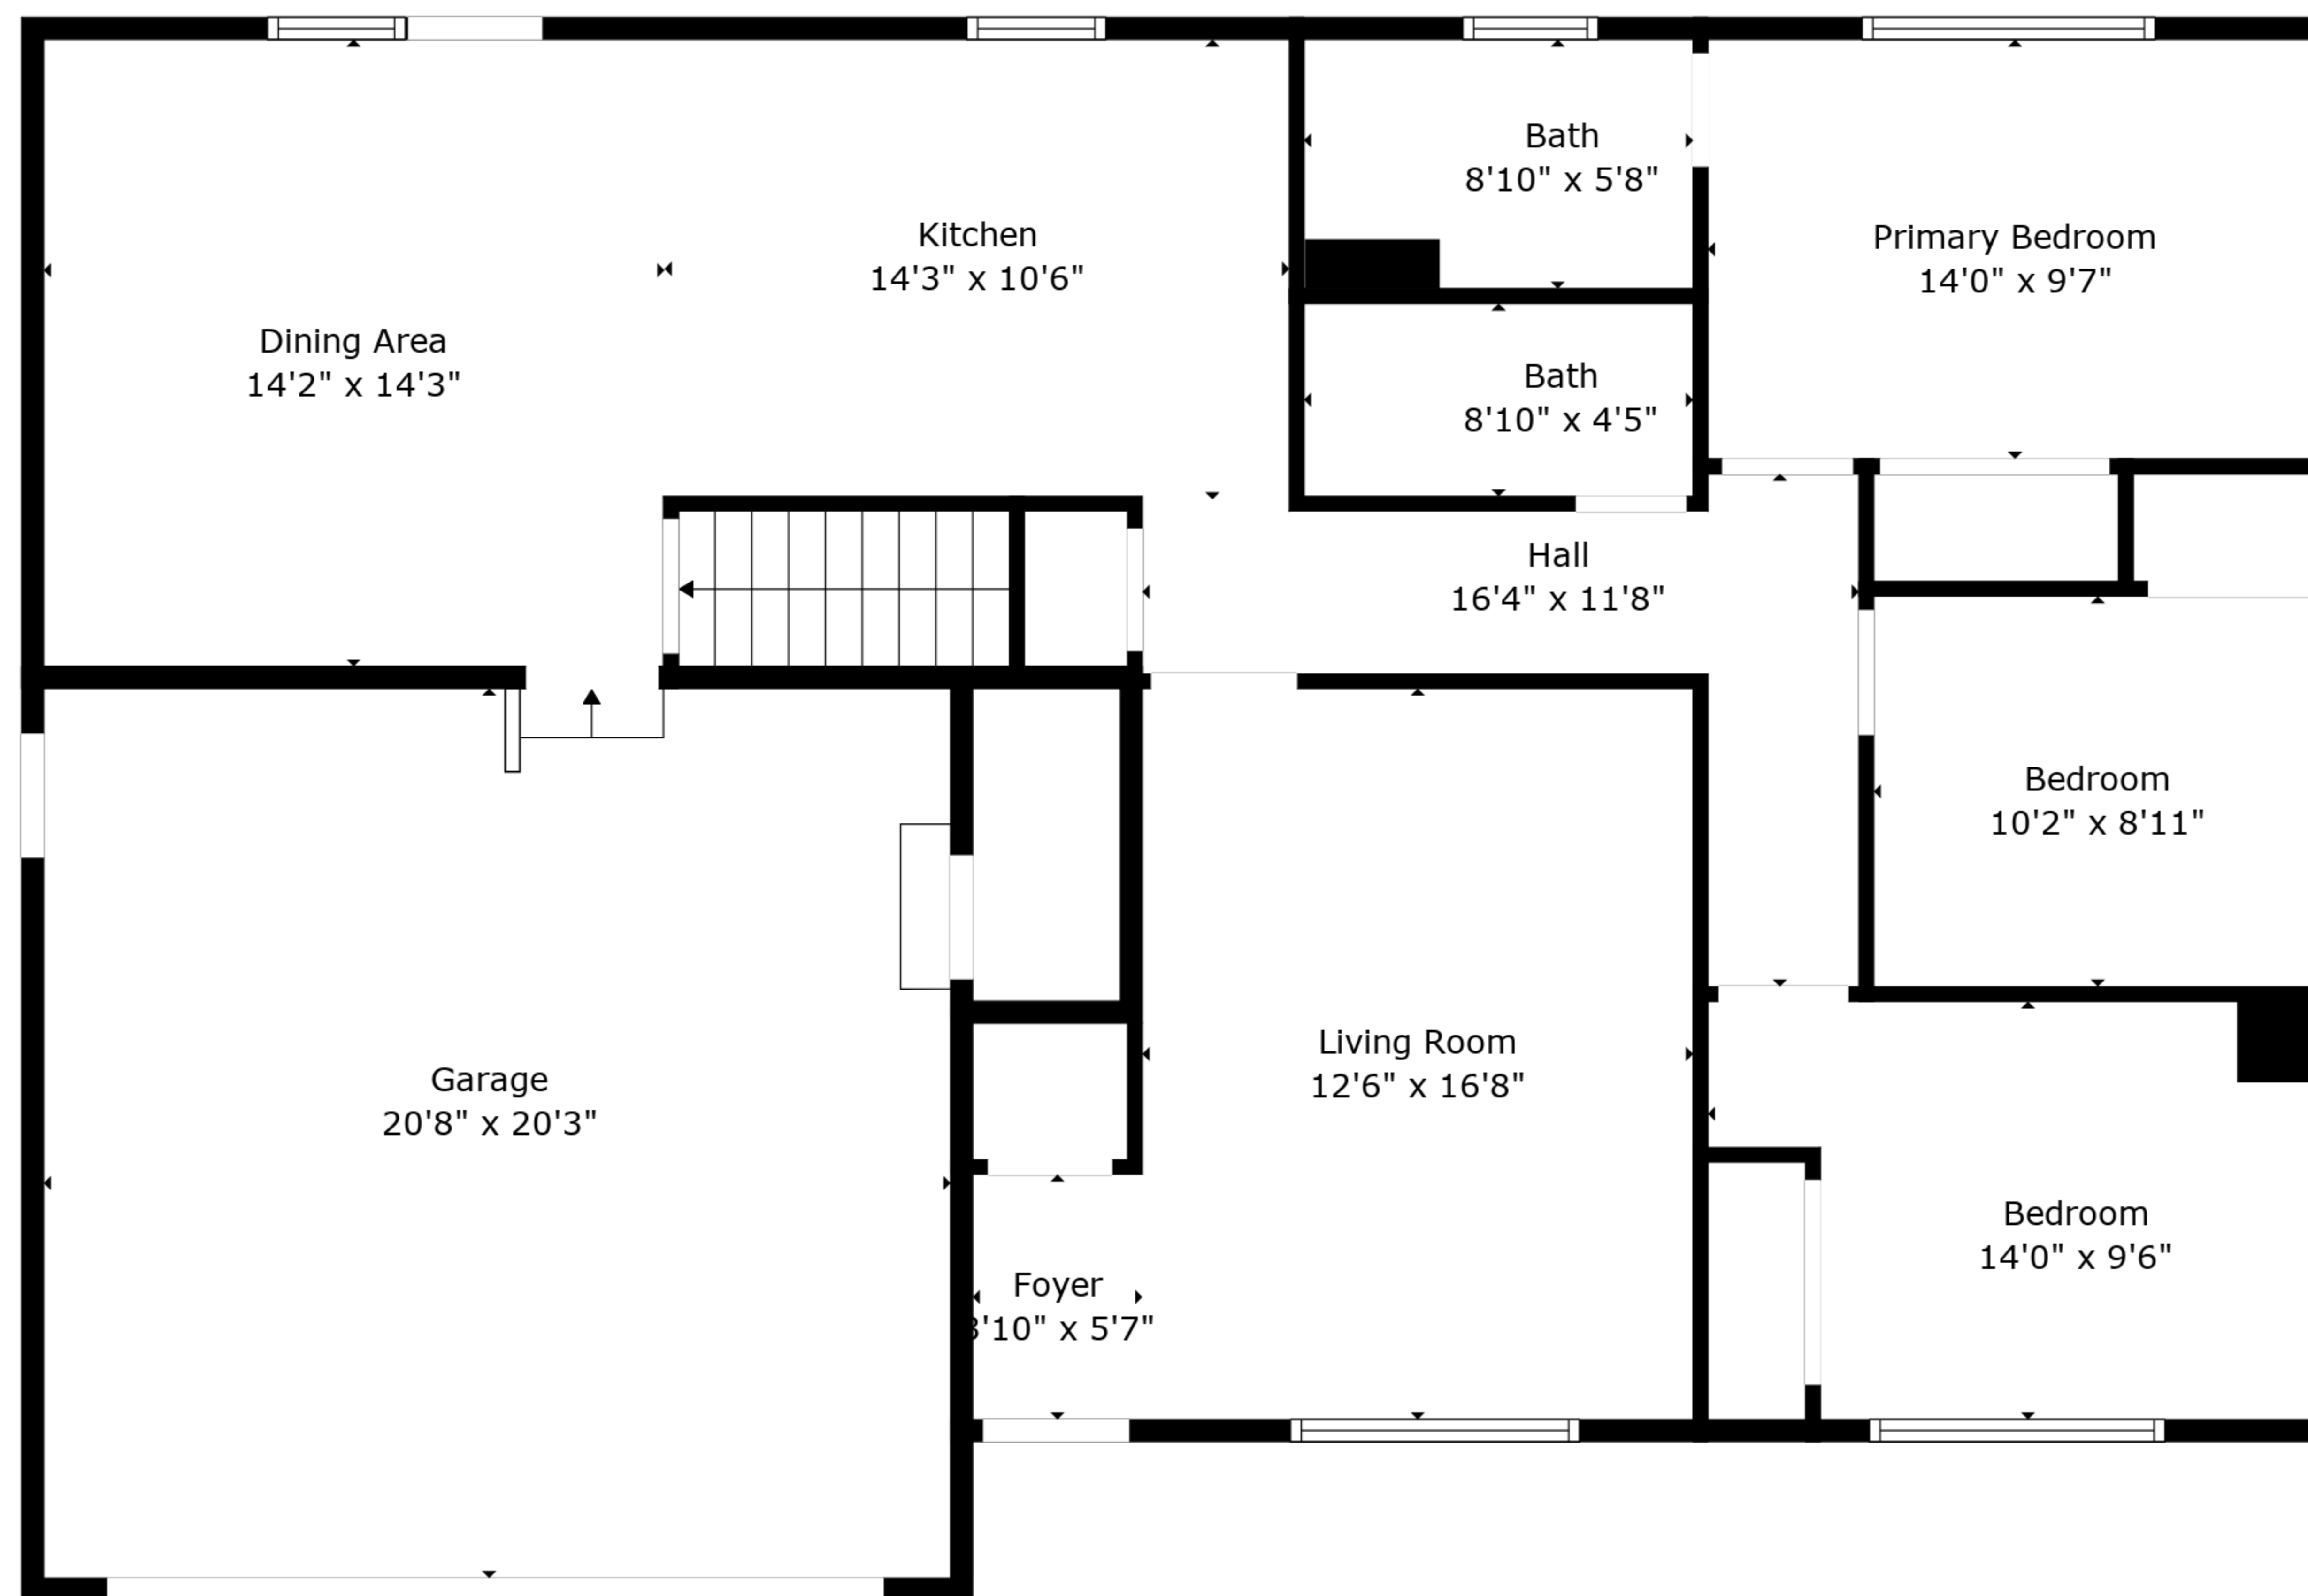 Bath
8'10" x 5'8"
Kitchen
14'3" x 10'6"
Primary Bedroom
14'0" x 9'7"
Dining Area
14'2" x 14'3"
Bath
8'10" x 4'5"
Hall
16'4" x 11'8"
Bedroom
10'2" x 8'11"
Living Room
12'6" x 16'8"
Garage
20'8" x 20'3"
Bedroom
14'0" x 9'6"
Foyer
3'10" x 5'7"